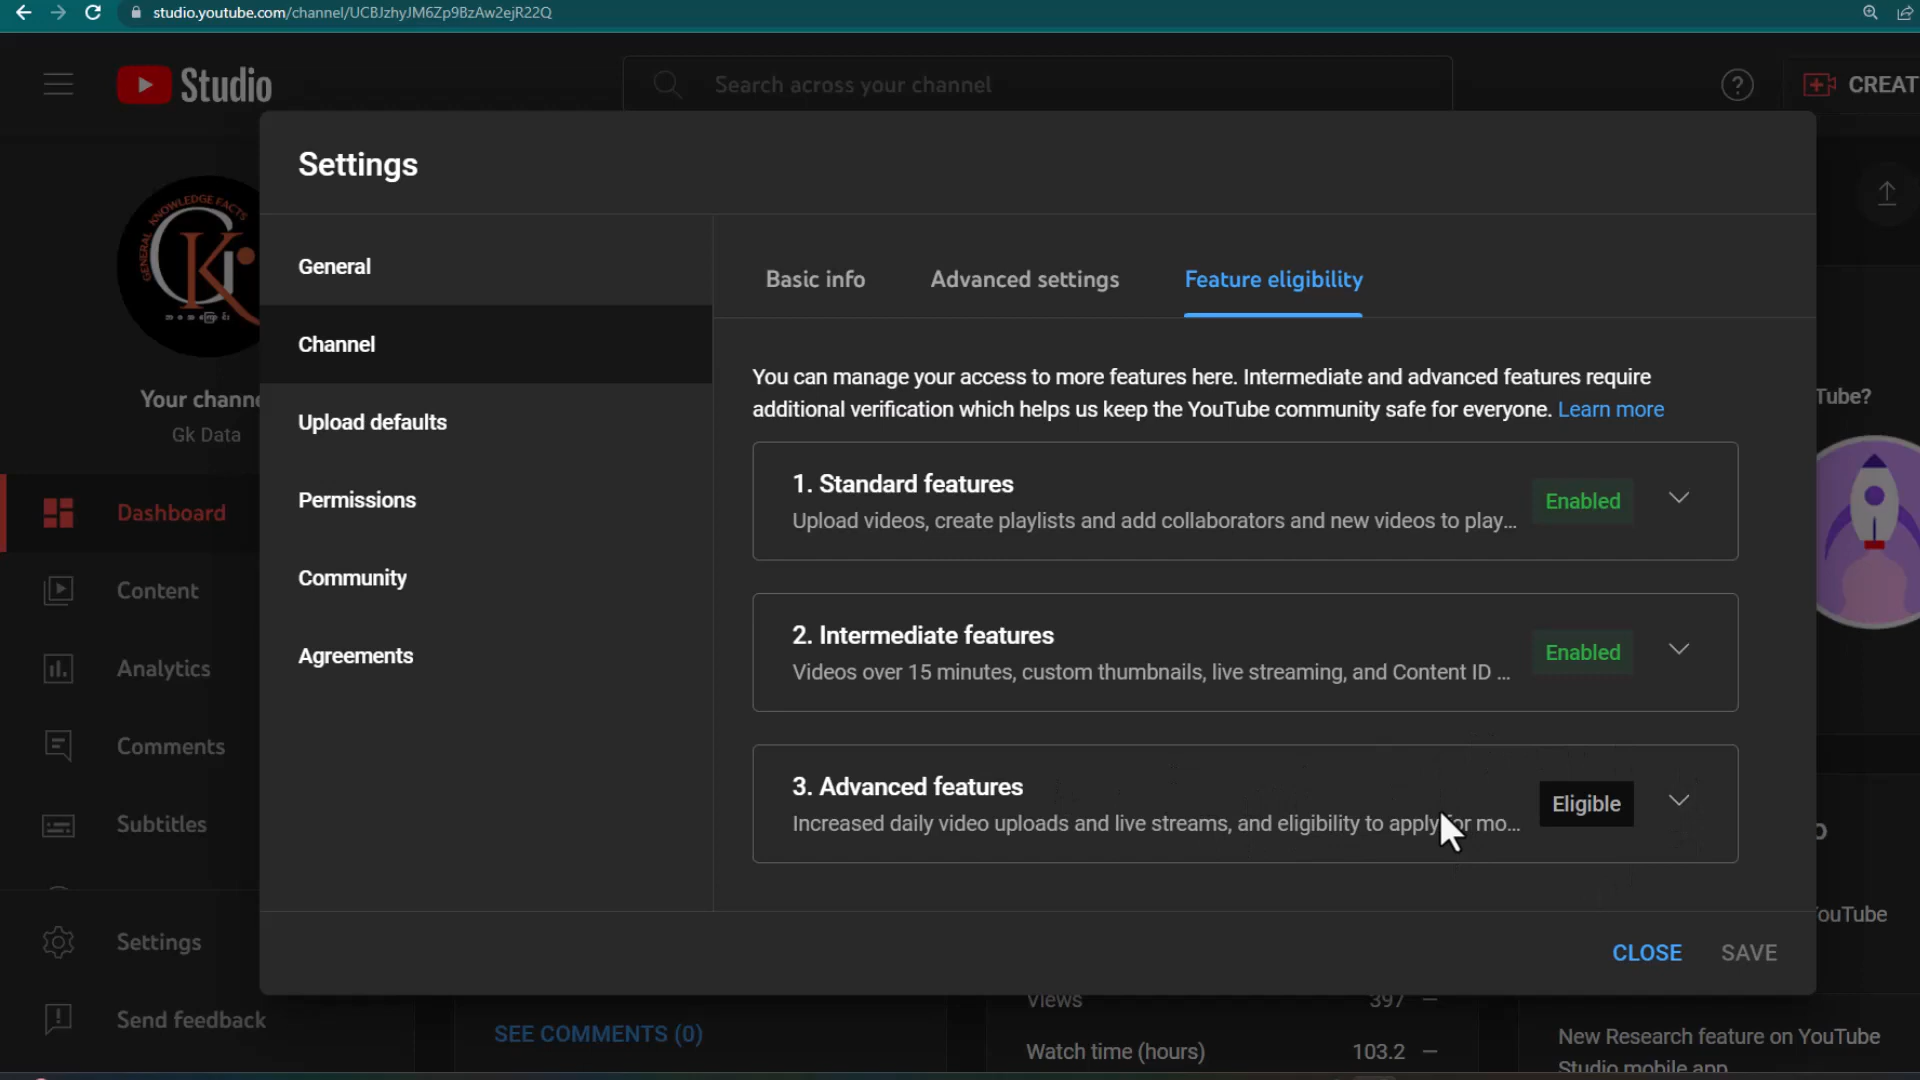 studio.youtube.com/channel/UCBJzhyJM6Zp9BzAw2ejR22Q
Studio
Search across your channel
CREAT
Settings
GENERAL KNOWLEDGE FACTS
General
Basic info
Advanced settings
Feature eligibility
Channel
You can manage your access to more features here. Intermediate and advanced features require
additional verification which helps us keep the YouTube community safe for everyone. Learn more
Your channe
Gk Data
Tube?
Upload defaults
Permissions
Community
Agreements
1. Standard features
Upload videos, create playlists and add collaborators and new videos to play...
Enabled
2. Intermediate features
Videos over 15 minutes, custom thumbnails, live streaming, and Content ID ...
Enabled
3. Advanced features
Increased daily video uploads and live streams, and eligibility to apply for mo...
Eligible
Dashboard
Content
Analytics
Comments
Subtitles
Settings
Send feedback
CLOSE
SAVE
ouTube
SEE COMMENTS (0)
Views
397 —
Watch time (hours)
103.2 —
New Research feature on YouTube
Studio mobile app